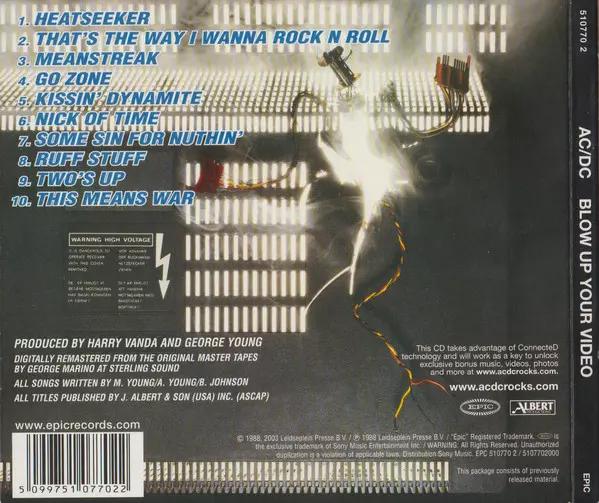 1. HEATSEEKER
2. THAT'S THE WAY I WANNA ROCK N ROLL
3. MEANSTREAK
4. GO ZONE
5. KISSIN' DYNAMITE
6. NICK OF TIME
7. SOME SIN FOR NUTHIN'
8. RUFF STUFF
9. TWO'S UP
10. THIS MEANS WAR
WARNING HIGH VOLTAGE
PRODUCED BY HARRY VANDA AND GEORGE YOUNG
DIGITALLY REMASTERED FROM THE ORIGINAL MASTER TAPES
BY GEORGE MARINO AT STERLING SOUND
ALL SONGS WRITTEN BY M. YOUNG/A. YOUNG/B. JOHNSON
ALL TITLES PUBLISHED BY J. ALBERT & SON (USA) INC. (ASCAP)
www.epicrecords.com
5 099751 077022
This CD takes advantage of ConnecteD
technology and will work as a key to unlock
exclusive bonus music, videos, photos
and more at www.acdcrocks.com.
www.acdcrocks.com
EPIC
ALBERT
℗ © 1988, 2003 Leidseplein Presse B.V. / ℗ 1988 Leidseplein Presse B.V. / "Epic" Registered Trademark. is
the exclusive trademark of Sony Music Entertainment Inc. / WARNING: All Rights Reserved. Unauthorized
duplication is a violation of applicable laws. Distribution Sony Music. EPC 510770 2 / 5107702000
This package consists of previously
released material.
510770 2
AC/DC BLOW UP YOUR VIDEO
EPIC